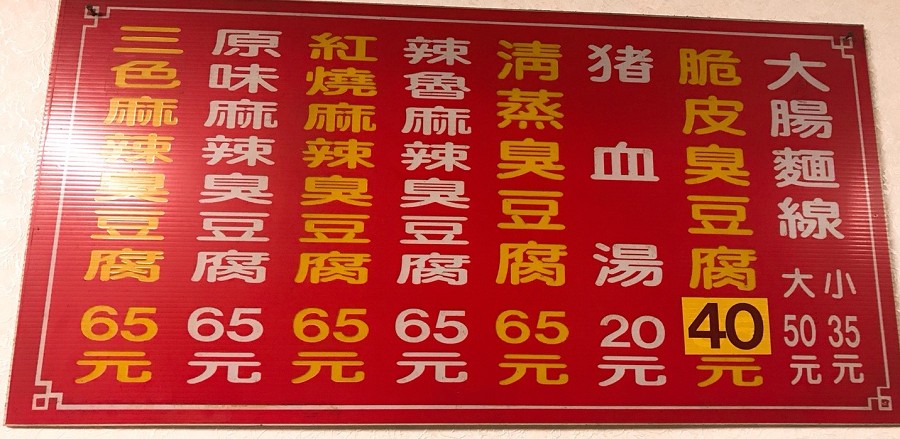 大腸麵線
大 50元
小 35元
脆皮臭豆腐
40元
猪血湯
20元
清蒸臭豆腐
65元
辣魯麻辣臭豆腐
65元
紅燒麻辣臭豆腐
65元
原味麻辣臭豆腐
65元
三色麻辣臭豆腐
65元